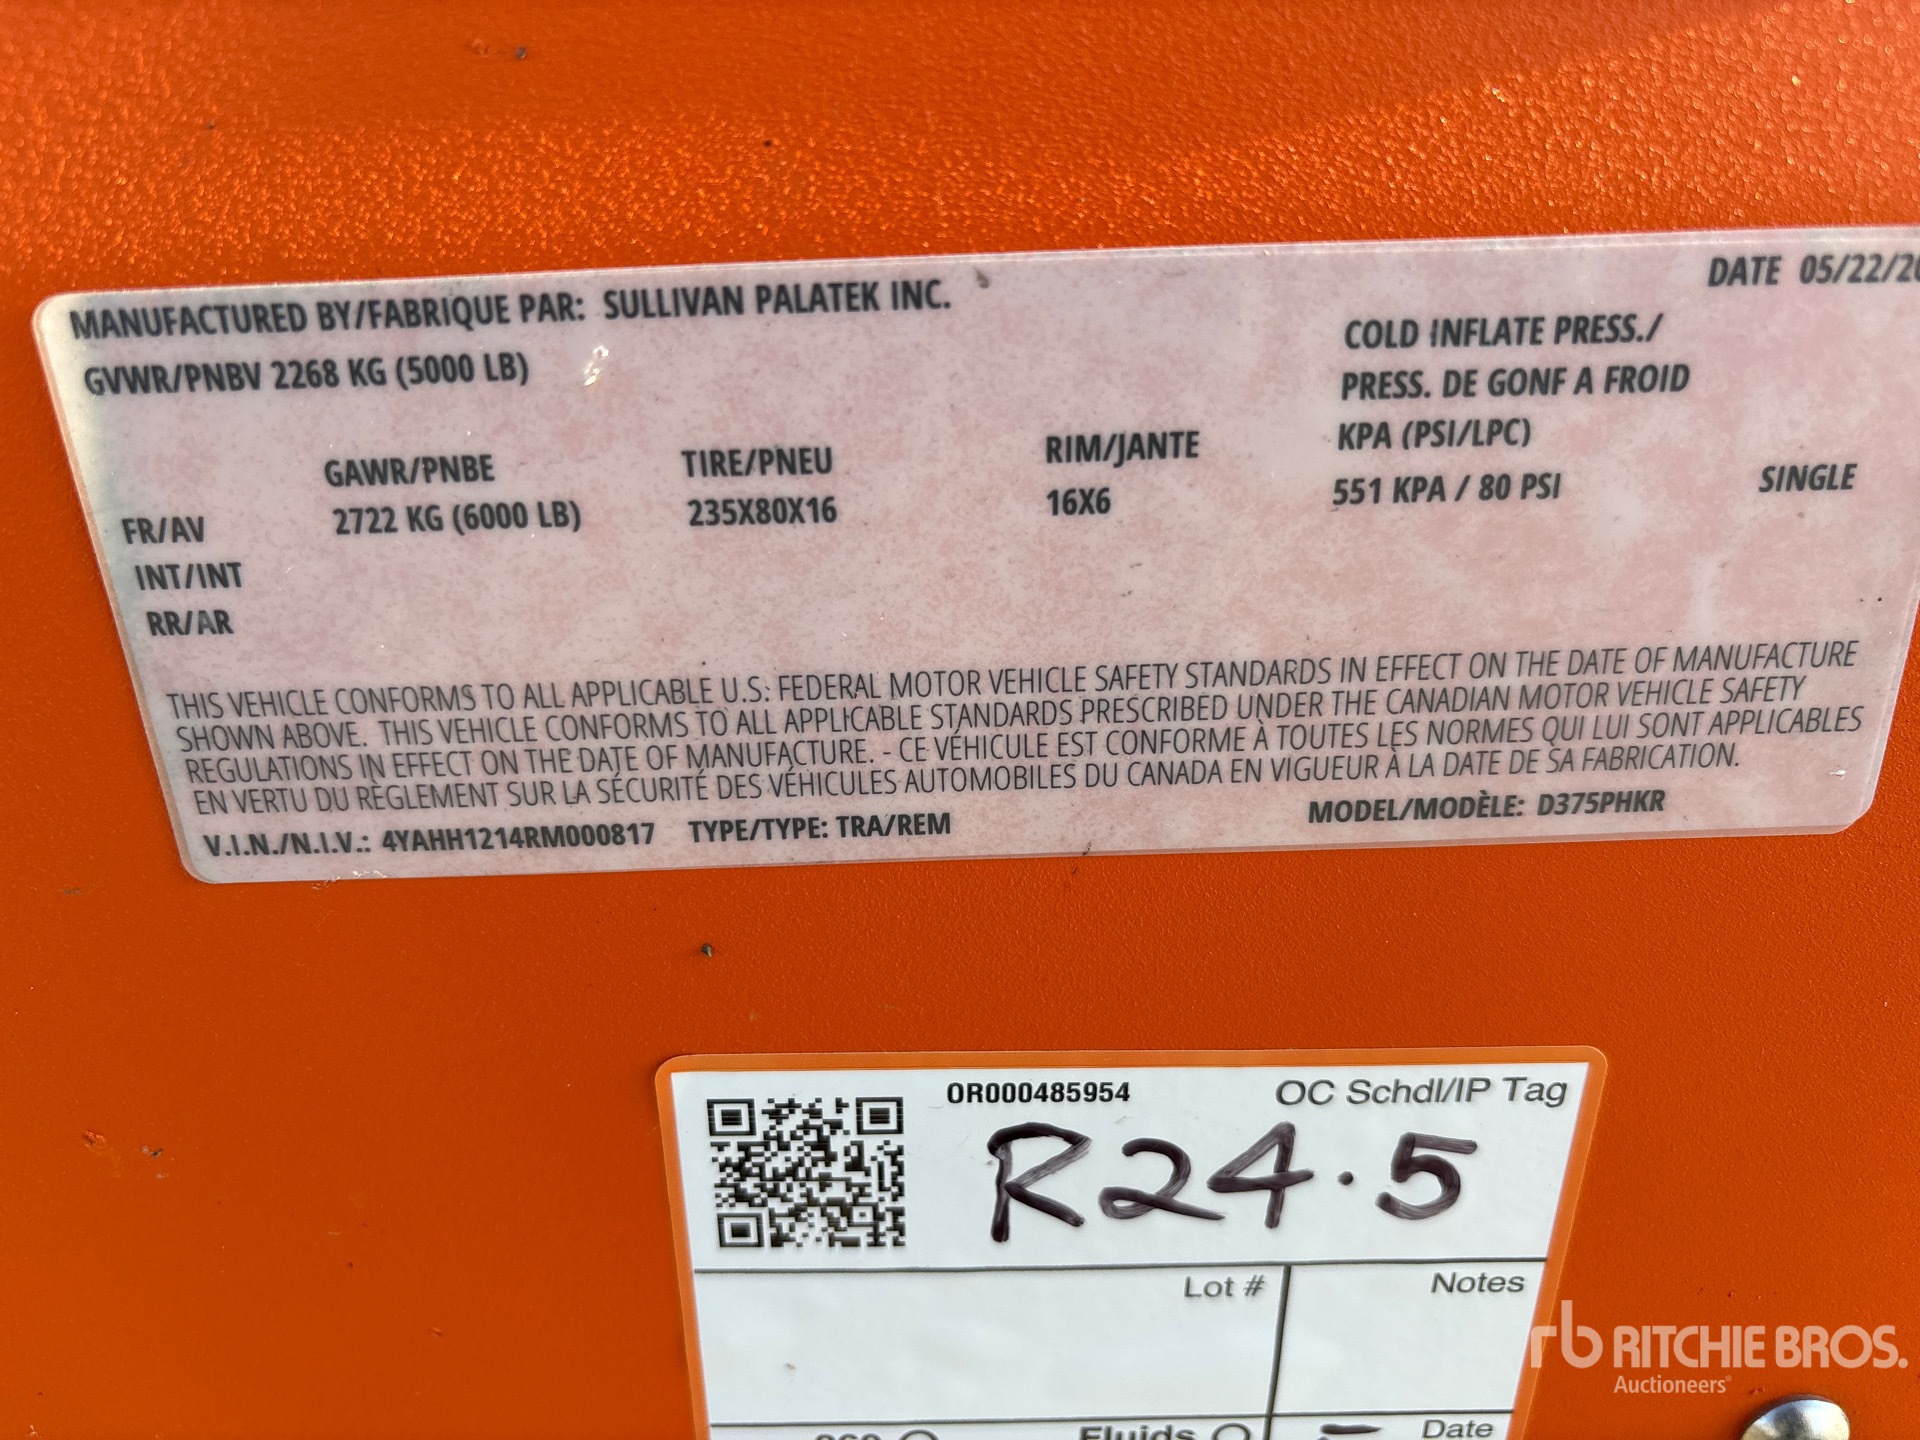 DATE 05/22/20
MANUFACTURED BY/FABRIQUE PAR: SULLIVAN PALATEK INC.
GVWR/PNBV 2268 KG (5000 LB)
COLD INFLATE PRESS./
PRESS. DE GONF A FROID
KPA (PSI/LPC)
GAWR/PNBE TIRE/PNEU RIM/JANTE
FR/AV 2722 KG (6000 LB) 235X80X16 16X6 551 KPA / 80 PSI SINGLE
INT/INT
RR/AR
THIS VEHICLE CONFORMS TO ALL APPLICABLE U.S: FEDERAL MOTOR VEHICLE SAFETY STANDARDS IN EFFECT ON THE DATE OF MANUFACTURE
SHOWN ABOVE. THIS VEHICLE CONFORMS TO ALL APPLICABLE STANDARDS PRESCRIBED UNDER THE CANADIAN MOTOR VEHICLE SAFETY
REGULATIONS IN EFFECT ON THE DATE OF MANUFACTURE. - CE VÉHICULE EST CONFORME À TOUTES LES NORMES QUI LUI SONT APPLICABLES
EN VERTU DU RÈGLEMENT SUR LA SÉCURITÉ DES VÉHICULES AUTOMOBILES DU CANADA EN VIGUEUR À LA DATE DE SA FABRICATION.
V.I.N./N.I.V.: 4YAHH1214RM000817 TYPE/TYPE: TRA/REM MODEL/MODÈLE: D375PHKR
OR000485954 OC Schdl/IP Tag
R24.5
Lot # Notes
Fluids Date
rb RITCHIE BROS.
Auctioneers